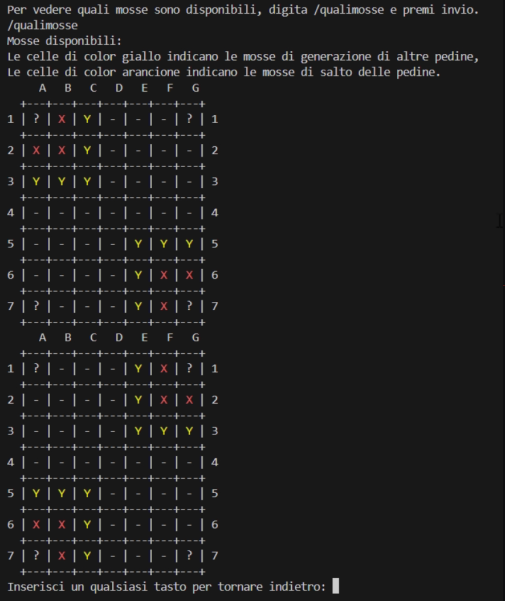 Per vedere quali mosse sono disponibili, digita /qualimosse e premi invio.
/qualimosse
Mosse disponibili:
Le celle di color giallo indicano le mosse di generazione di altre pedine,
Le celle di color arancione indicano le mosse di salto delle pedine.
    A   B   C   D   E   F   G
  +---+---+---+---+---+---+---+
1 | ? | X | Y | - | - | - | ? | 1
  +---+---+---+---+---+---+---+
2 | X | X | Y | - | - | - | - | 2
  +---+---+---+---+---+---+---+
3 | Y | Y | Y | - | - | - | - | 3
  +---+---+---+---+---+---+---+
4 | - | - | - | - | - | - | - | 4
  +---+---+---+---+---+---+---+
5 | - | - | - | - | Y | Y | Y | 5
  +---+---+---+---+---+---+---+
6 | - | - | - | - | Y | X | X | 6
  +---+---+---+---+---+---+---+
7 | ? | - | - | - | Y | X | ? | 7
  +---+---+---+---+---+---+---+
    A   B   C   D   E   F   G
  +---+---+---+---+---+---+---+
1 | ? | - | - | - | Y | X | ? | 1
  +---+---+---+---+---+---+---+
2 | - | - | - | - | Y | X | X | 2
  +---+---+---+---+---+---+---+
3 | - | - | - | - | Y | Y | Y | 3
  +---+---+---+---+---+---+---+
4 | - | - | - | - | - | - | - | 4
  +---+---+---+---+---+---+---+
5 | Y | Y | Y | - | - | - | - | 5
  +---+---+---+---+---+---+---+
6 | X | X | Y | - | - | - | - | 6
  +---+---+---+---+---+---+---+
7 | ? | X | Y | - | - | - | ? | 7
  +---+---+---+---+---+---+---+
Inserisci un qualsiasi tasto per tornare indietro: